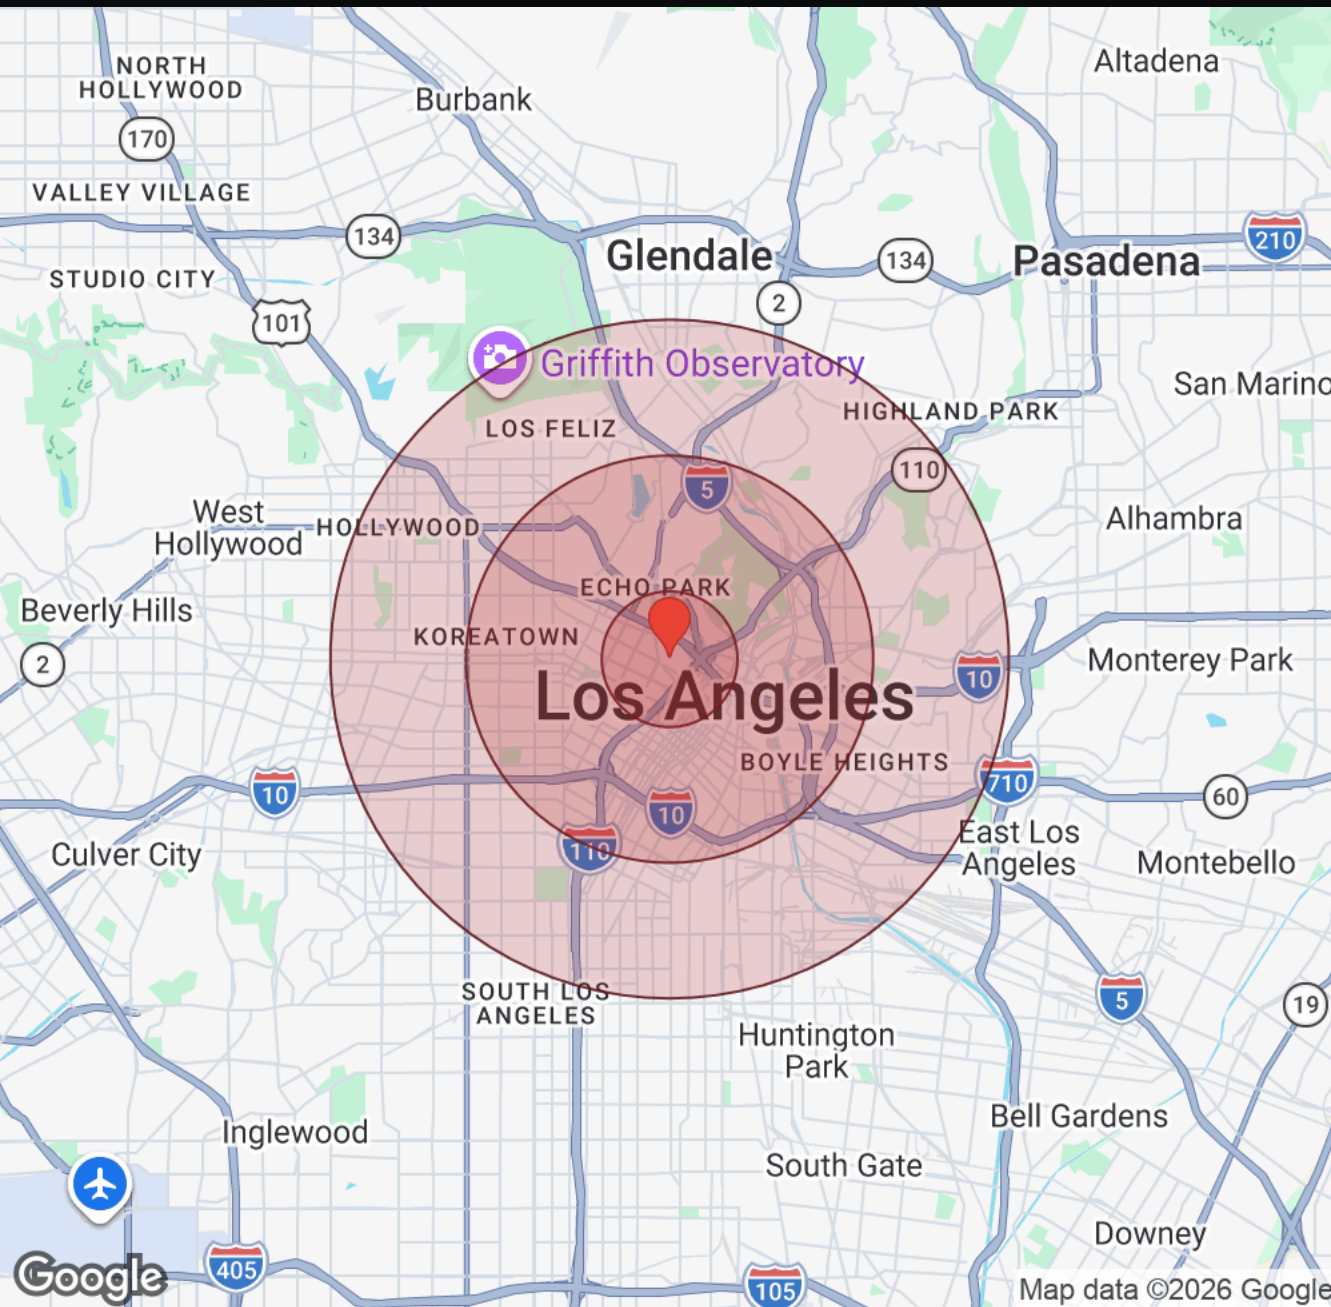 NORTH
HOLLYWOOD
Burbank
Altadena
170
VALLEY VILLAGE
134
Glendale
134
Pasadena
210
STUDIO CITY
2
101
Griffith Observatory
San Marino
HIGHLAND PARK
LOS FELIZ
110
5
West
Hollywood
HOLLYWOOD
Alhambra
ECHO PARK
Beverly Hills
KOREATOWN
2
Monterey Park
10
Los Angeles
BOYLE HEIGHTS
710
10
60
10
110
East Los
Angeles
Culver City
Montebello
SOUTH LOS
ANGELES
5
19
Huntington
Park
Bell Gardens
Inglewood
South Gate
Downey
Google
405
105
Map data ©2026 Google